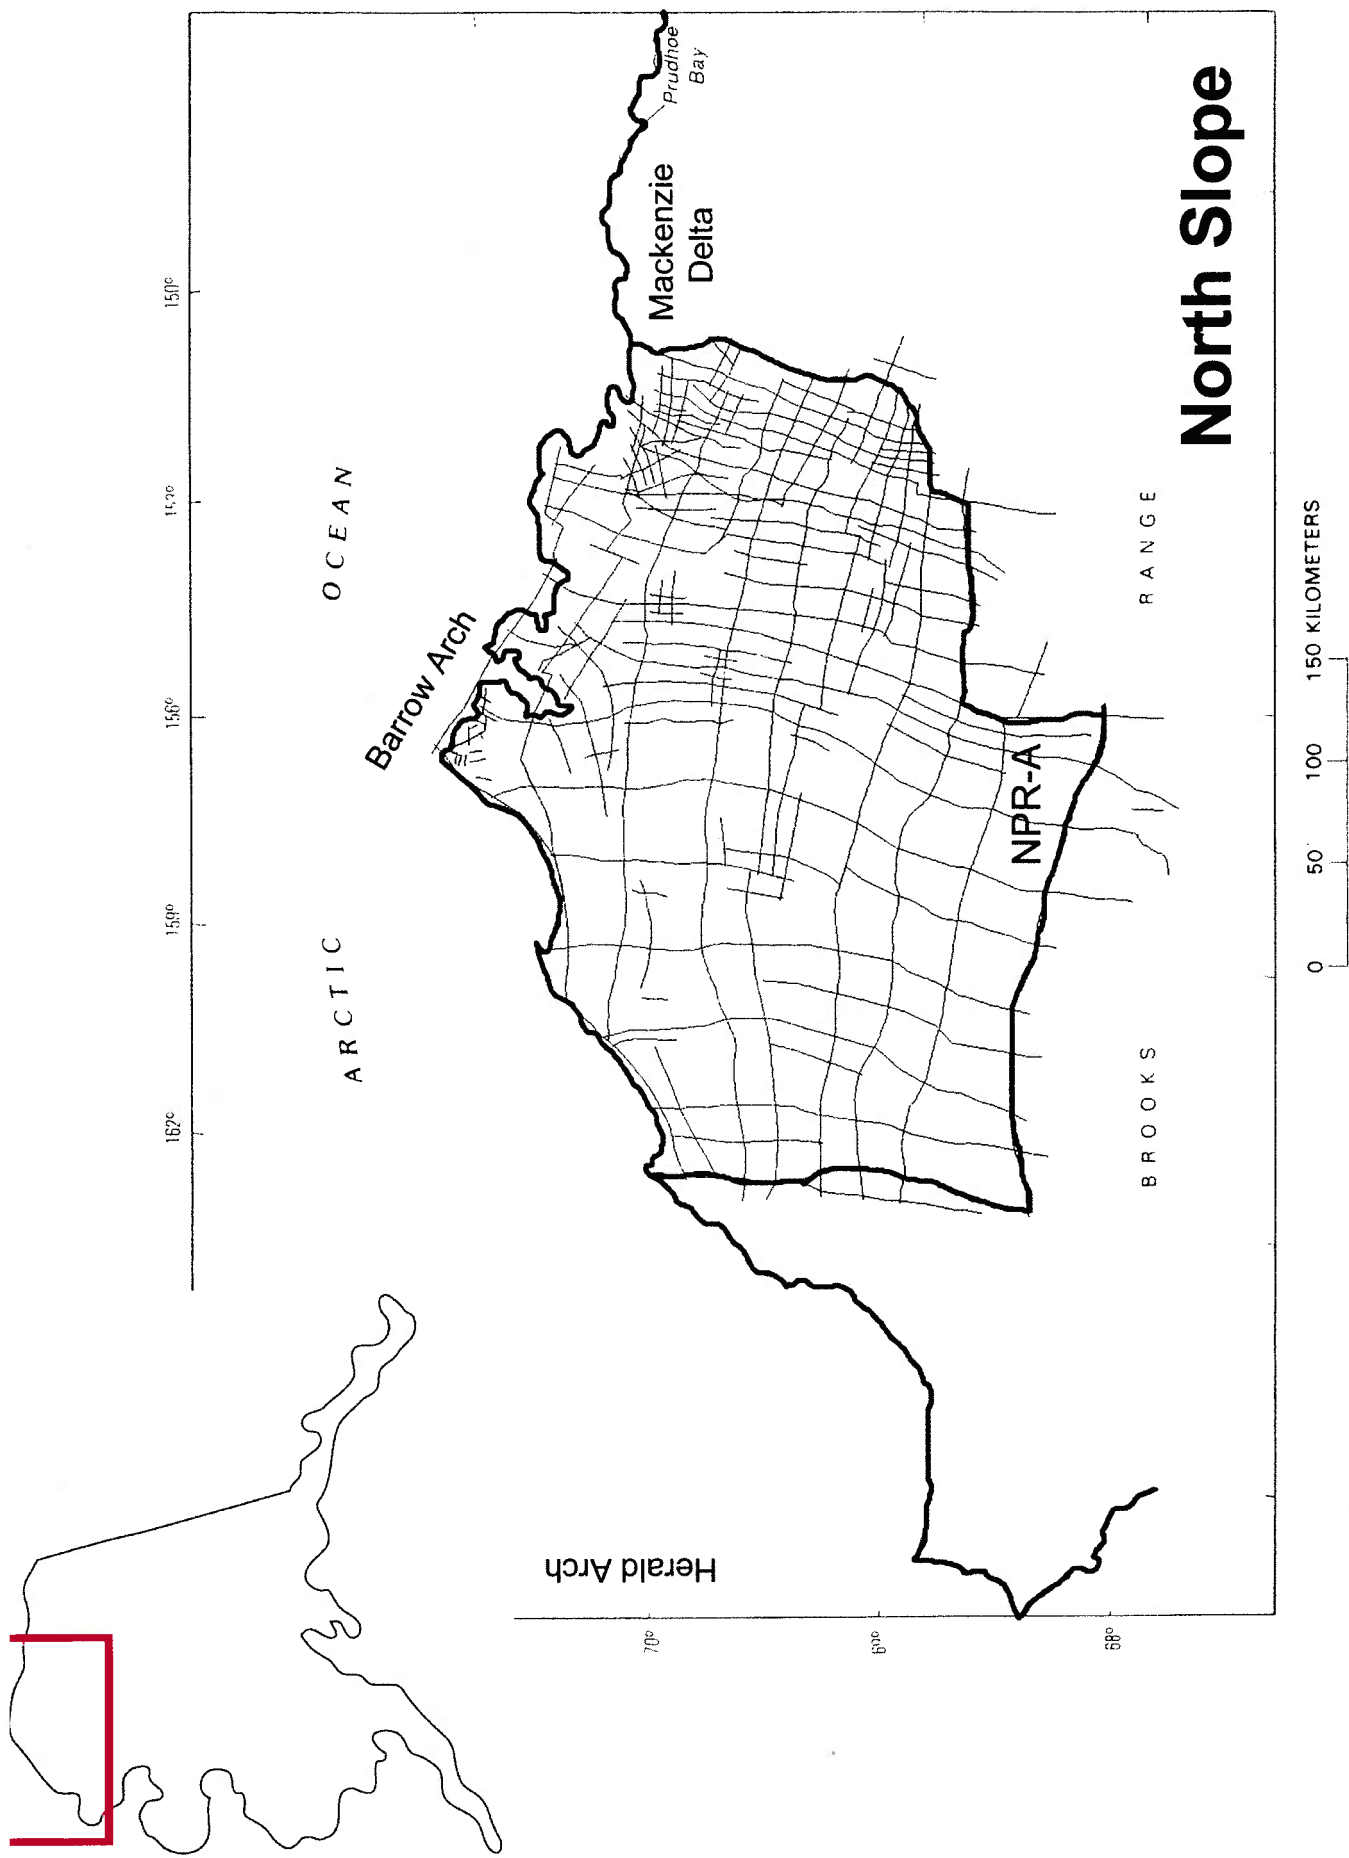 162°
159°
156°
150°
ARCTIC
OCEAN
Barrow Arch
Herald Arch
Prudhoe
Bay
Mackenzie
Delta
70°
68°
NPR-A
BROOKS
RANGE
North Slope
0 50 100 150 KILOMETERS